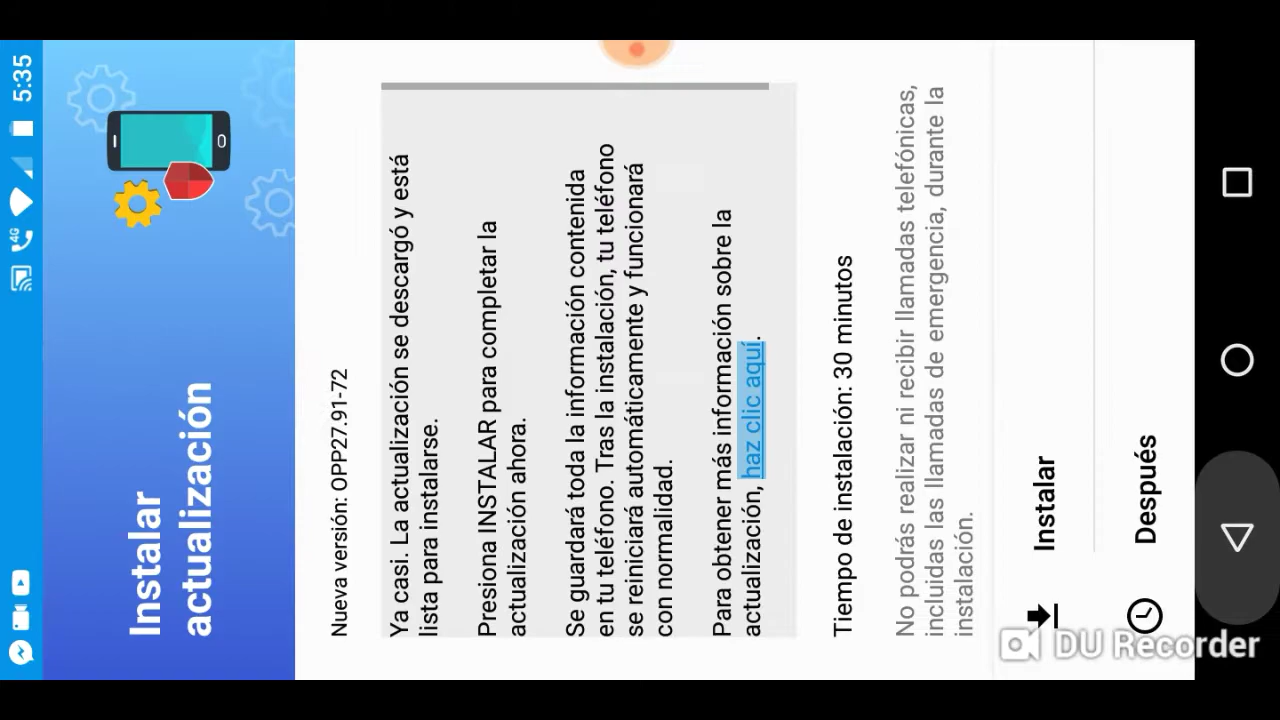 5:35
4G
Instalar
actualización
Nueva versión: OPP27.91-72
Ya casi. La actualización se descargó y está
lista para instalarse.
Presiona INSTALAR para completar la
actualización ahora.
Se guardará toda la información contenida
en tu teléfono. Tras la instalación, tu teléfono
se reiniciará automáticamente y funcionará
con normalidad.
Para obtener más información sobre la
actualización, haz clic aquí.
Tiempo de instalación: 30 minutos
No podrás realizar ni recibir llamadas telefónicas,
incluidas las llamadas de emergencia, durante la
instalación.
Instalar
Después
DU Recorder